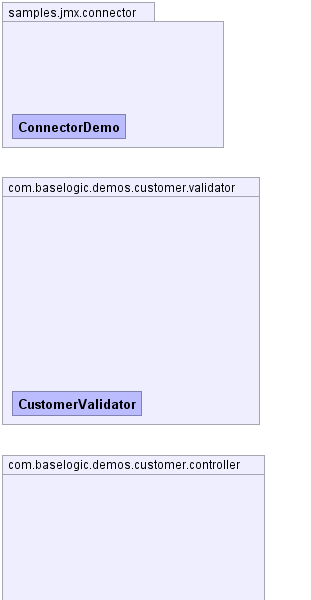 samples.jmx.connector
ConnectorDemo
com.baselogic.demos.customer.validator
CustomerValidator
com.baselogic.demos.customer.controller